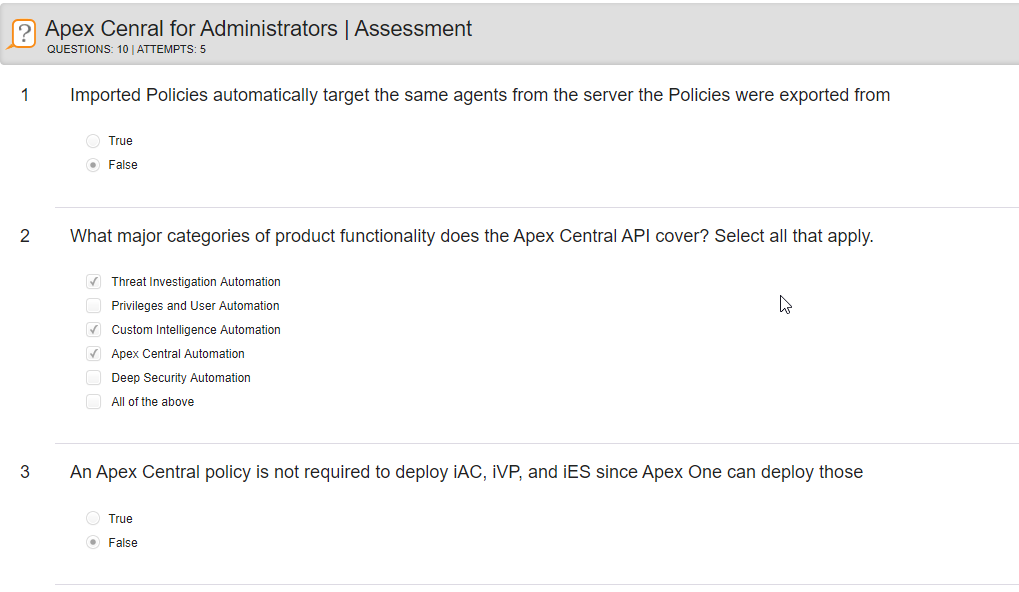 ?
Apex Cenral for Administrators | Assessment
QUESTIONS: 10 | ATTEMPTS: 5
1 Imported Policies automatically target the same agents from the server the Policies were exported from
True
False
2 What major categories of product functionality does the Apex Central API cover? Select all that apply.
Threat Investigation Automation
Privileges and User Automation
Custom Intelligence Automation
Apex Central Automation
Deep Security Automation
All of the above
3 An Apex Central policy is not required to deploy iAC, iVP, and iES since Apex One can deploy those
True
False